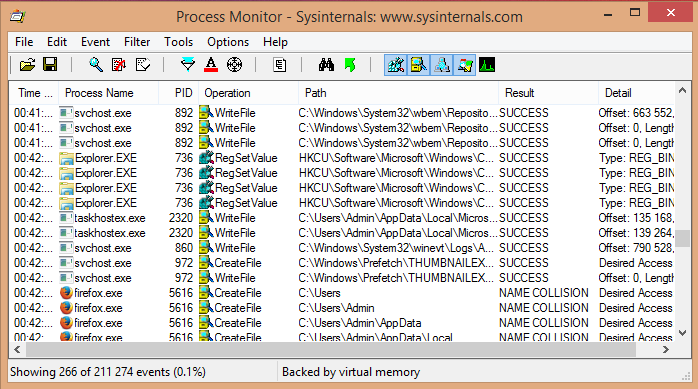 Process Monitor - Sysinternals: www.sysinternals.com
File Edit Event Filter Tools Options Help
Time ... Process Name PID Operation Path Result Detail
00:41:... svchost.exe 892 WriteFile C:\Windows\System32\wbem\Reposito... SUCCESS Offset: 663 552,
00:41:... svchost.exe 892 WriteFile C:\Windows\System32\wbem\Reposito... SUCCESS Offset: 0, Length
00:41:... svchost.exe 892 WriteFile C:\Windows\System32\wbem\Reposito... SUCCESS Offset: 0, Length
00:42:... Explorer.EXE 736 RegSetValue HKCU\Software\Microsoft\Windows\C... SUCCESS Type: REG_BIN
00:42:... Explorer.EXE 736 RegSetValue HKCU\Software\Microsoft\Windows\C... SUCCESS Type: REG_BIN
00:42:... Explorer.EXE 736 RegSetValue HKCU\Software\Microsoft\Windows\C... SUCCESS Type: REG_BIN
00:42:... Explorer.EXE 736 RegSetValue HKCU\Software\Microsoft\Windows\C... SUCCESS Type: REG_BIN
00:42:... taskhostex.exe 2320 WriteFile C:\Users\Admin\AppData\Local\Micros... SUCCESS Offset: 135 168,
00:42:... taskhostex.exe 2320 WriteFile C:\Users\Admin\AppData\Local\Micros... SUCCESS Offset: 139 264,
00:42:... svchost.exe 860 WriteFile C:\Windows\System32\winevt\Logs\A... SUCCESS Offset: 790 528,
00:42:... svchost.exe 972 CreateFile C:\Windows\Prefetch\THUMBNAILEX... SUCCESS Desired Access
00:42:... svchost.exe 972 WriteFile C:\Windows\Prefetch\THUMBNAILEX... SUCCESS Offset: 0, Length
00:42:... firefox.exe 5616 CreateFile C:\Users NAME COLLISION Desired Access
00:42:... firefox.exe 5616 CreateFile C:\Users\Admin NAME COLLISION Desired Access
00:42:... firefox.exe 5616 CreateFile C:\Users\Admin\AppData NAME COLLISION Desired Access
00:42:... firefox.exe 5616 CreateFile C:\Users\Admin\AppData\Local NAME COLLISION Desired Access
Showing 266 of 211 274 events (0.1%) Backed by virtual memory